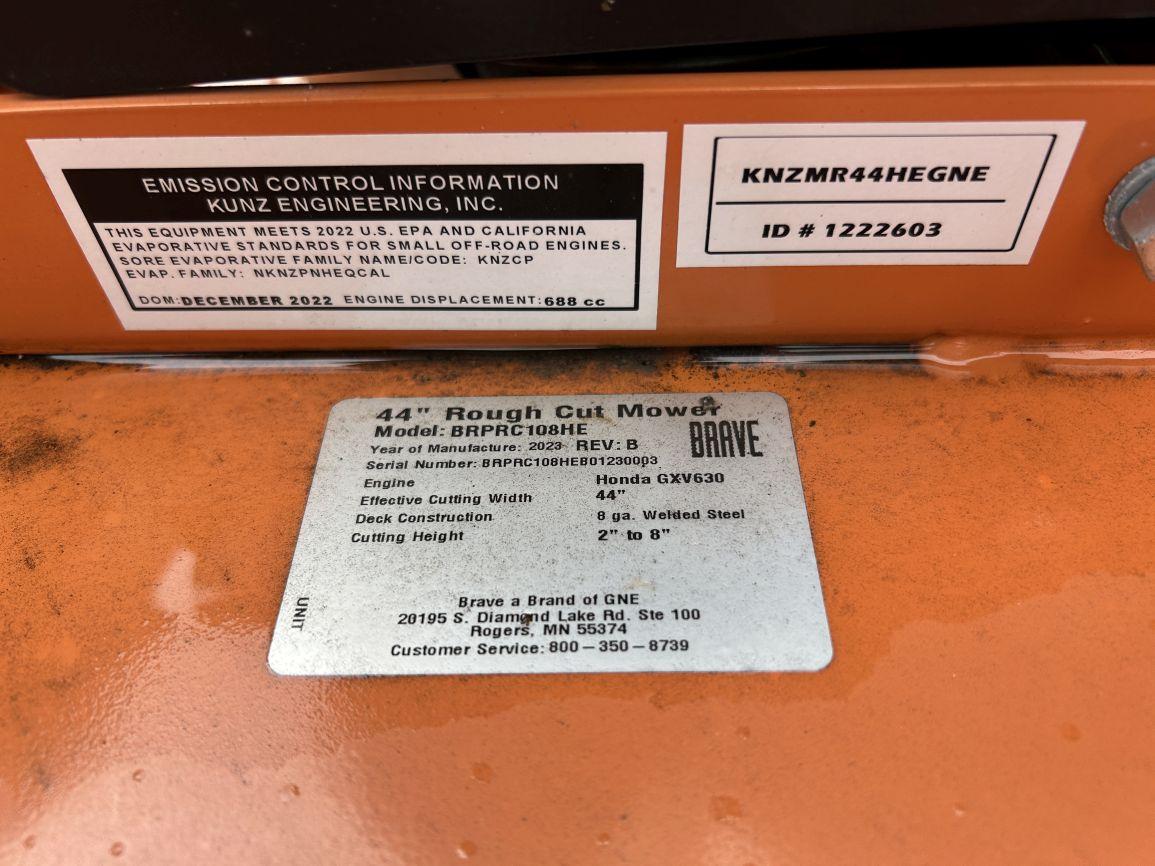 EMISSION CONTROL INFORMATION
KUNZ ENGINEERING, INC.
THIS EQUIPMENT MEETS 2022 U.S. EPA AND CALIFORNIA
EVAPORATIVE STANDARDS FOR SMALL OFF-ROAD ENGINES.
SORE EVAPORATIVE FAMILY NAME/CODE: KNZCP
EVAP. FAMILY: NKNZPNHEQCAL
DOM: DECEMBER 2022 ENGINE DISPLACEMENT: 688 cc
KNZMR44HEGNE
ID # 1222603
44" Rough Cut Mower
Model: BRPRC108HE
BRAVE
Year of Manufacture: 2023 REV: B
Serial Number: BRPRC108HEB01230003
Engine Honda GXV630
Effective Cutting Width 44"
Deck Construction 8 ga. Welded Steel
Cutting Height 2" to 8"
UNIT
Brave a Brand of GNE
20195 S. Diamond Lake Rd. Ste 100
Rogers, MN 55374
Customer Service: 800-350-8739